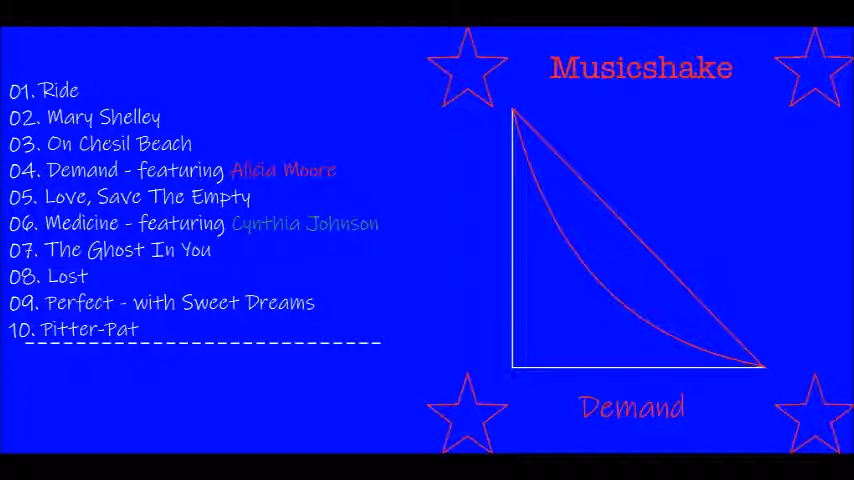 01. Ride
02. Mary Shelley
03. On Chesil Beach
04. Demand - featuring Alicia Moore
05. Love, Save The Empty
06. Medicine - featuring Cynthia Johnson
07. The Ghost In You
08. Lost
09. Perfect - with Sweet Dreams
10. Pitter-Pat
Musicshake
Demand